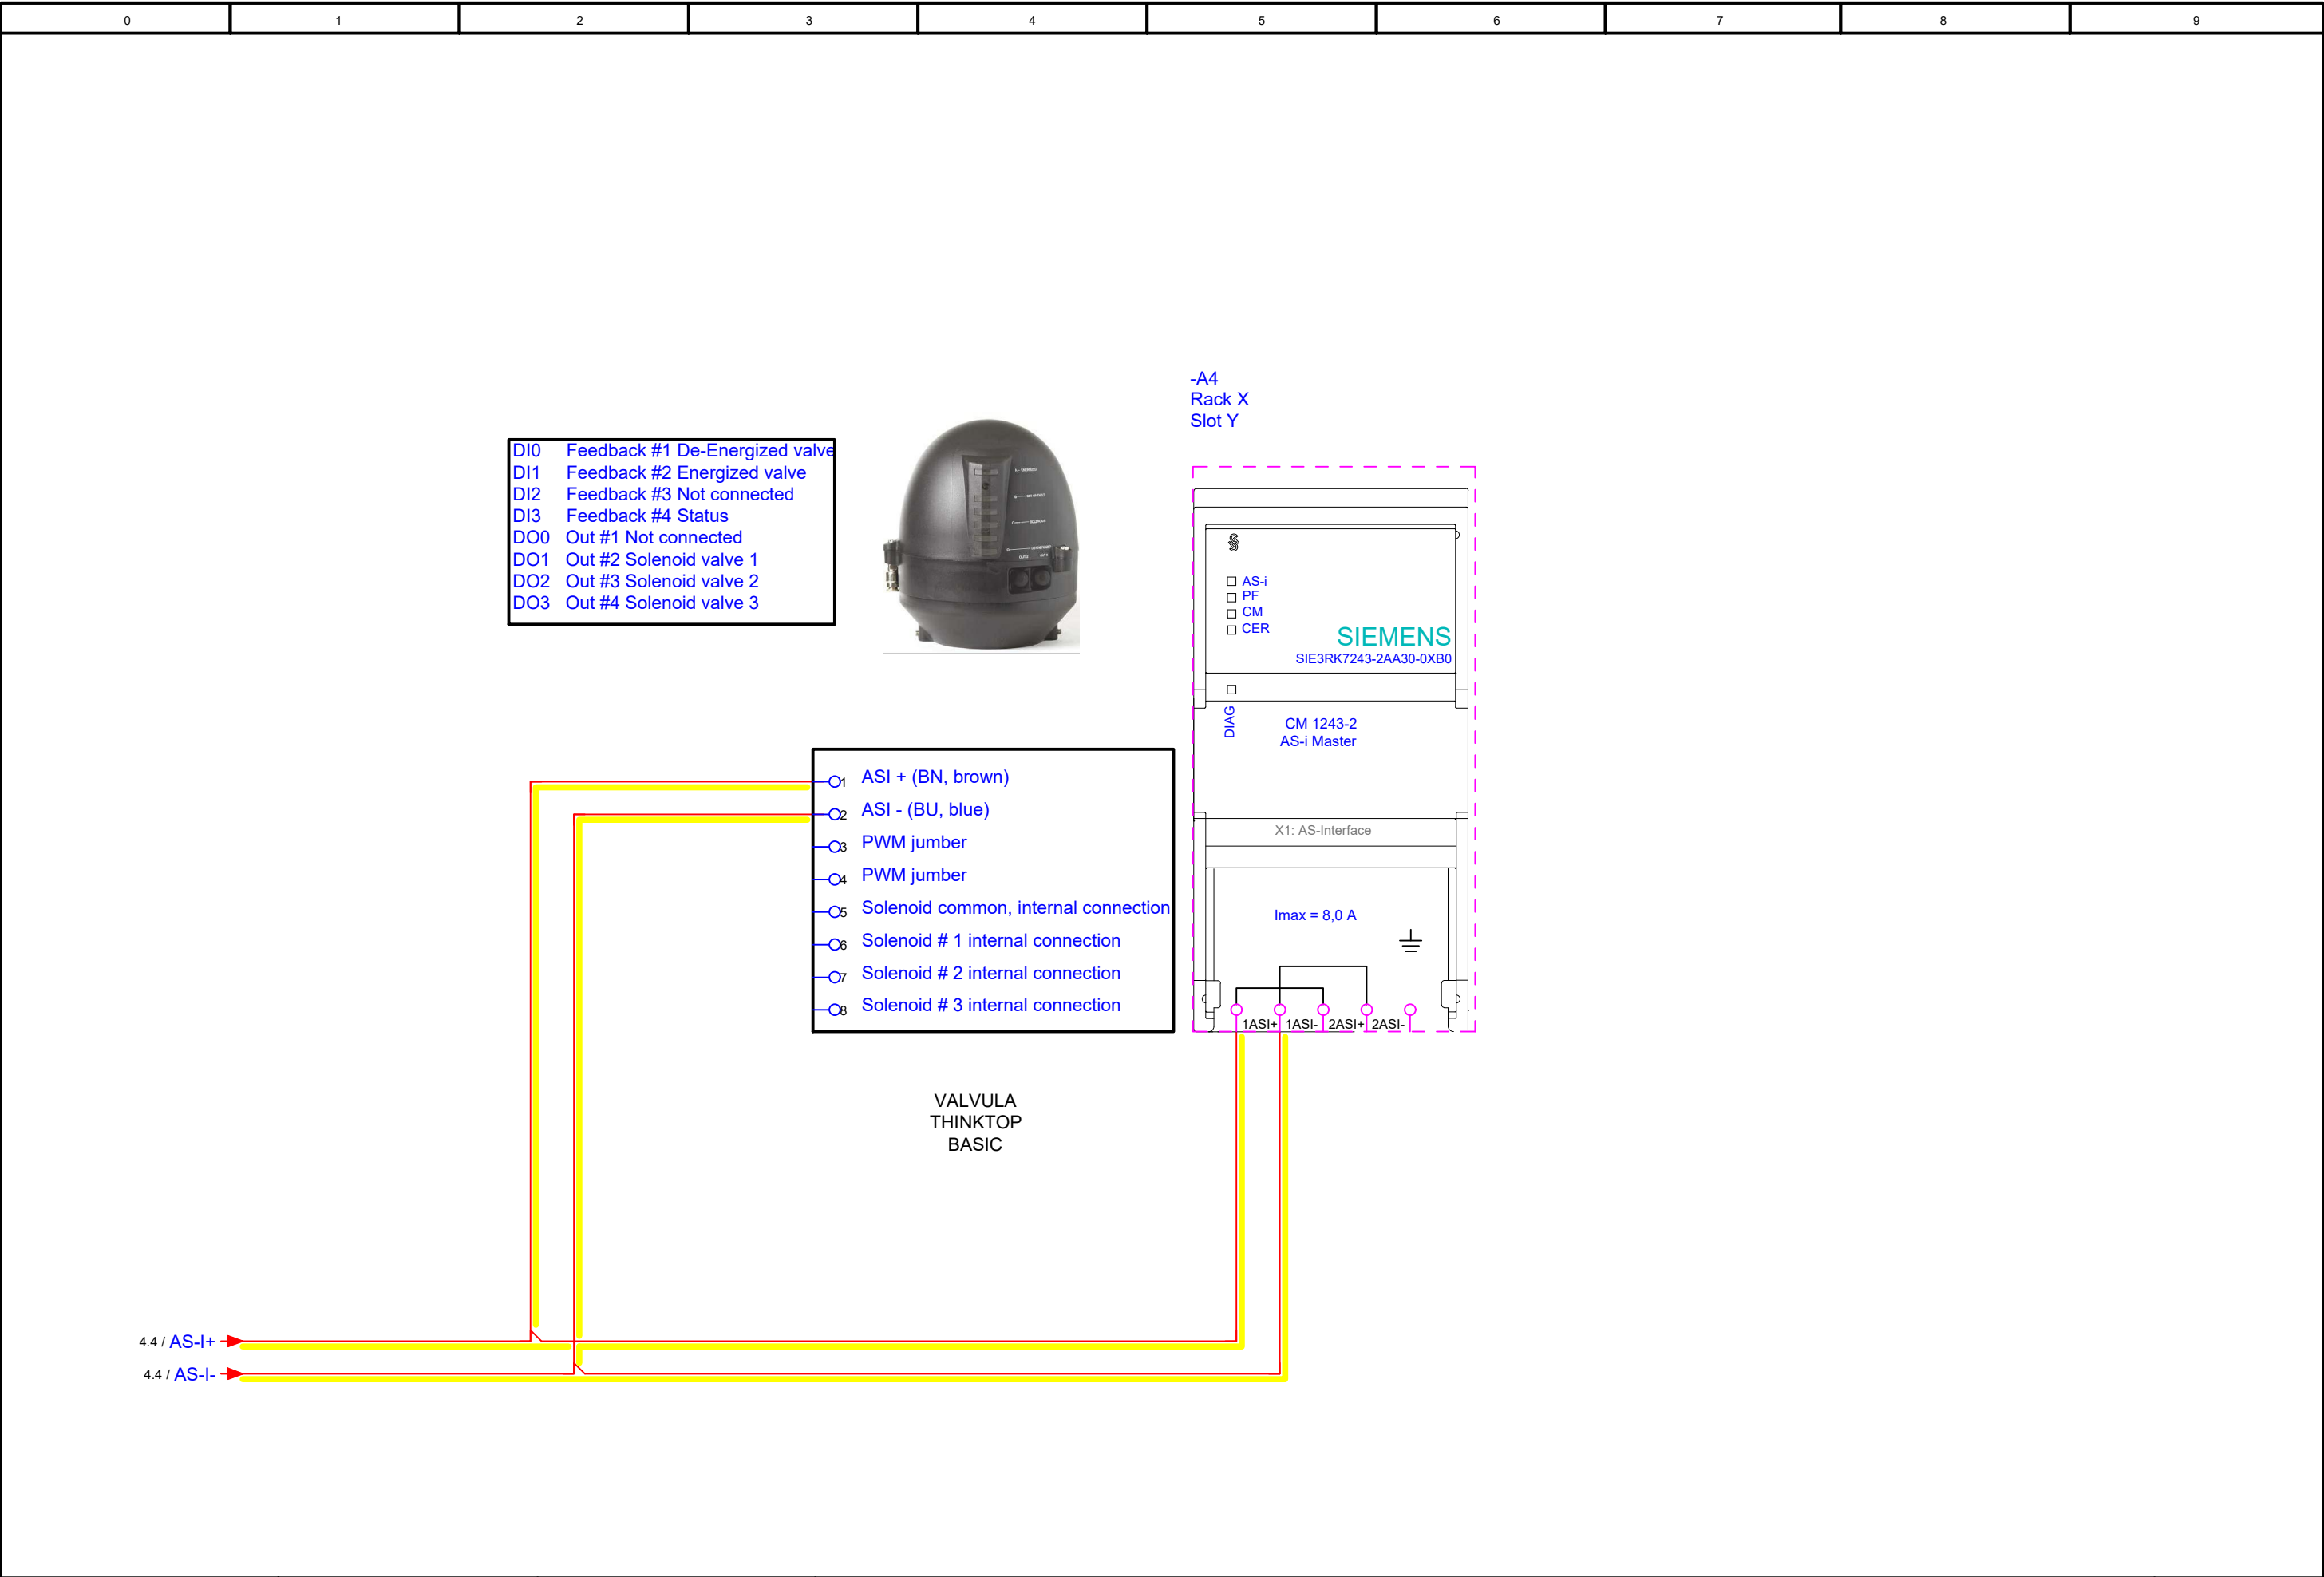 0 1 2 3 4 5 6 7 8 9
-A4
Rack X
Slot Y
DI0 Feedback #1 De-Energized valve
DI1 Feedback #2 Energized valve
DI2 Feedback #3 Not connected
DI3 Feedback #4 Status
DO0 Out #1 Not connected
DO1 Out #2 Solenoid valve 1
DO2 Out #3 Solenoid valve 2
DO3 Out #4 Solenoid valve 3
AS-i
PF
CM
CER
SIEMENS
SIE3RK7243-2AA30-0XB0
DIAG
CM 1243-2
AS-i Master
X1: AS-Interface
Imax = 8,0 A
1ASI+ 1ASI- 2ASI+ 2ASI-
1 ASI + (BN, brown)
2 ASI - (BU, blue)
3 PWM jumber
4 PWM jumber
5 Solenoid common, internal connection
6 Solenoid # 1 internal connection
7 Solenoid # 2 internal connection
8 Solenoid # 3 internal connection
VALVULA
THINKTOP
BASIC
4.4 / AS-I+
4.4 / AS-I-